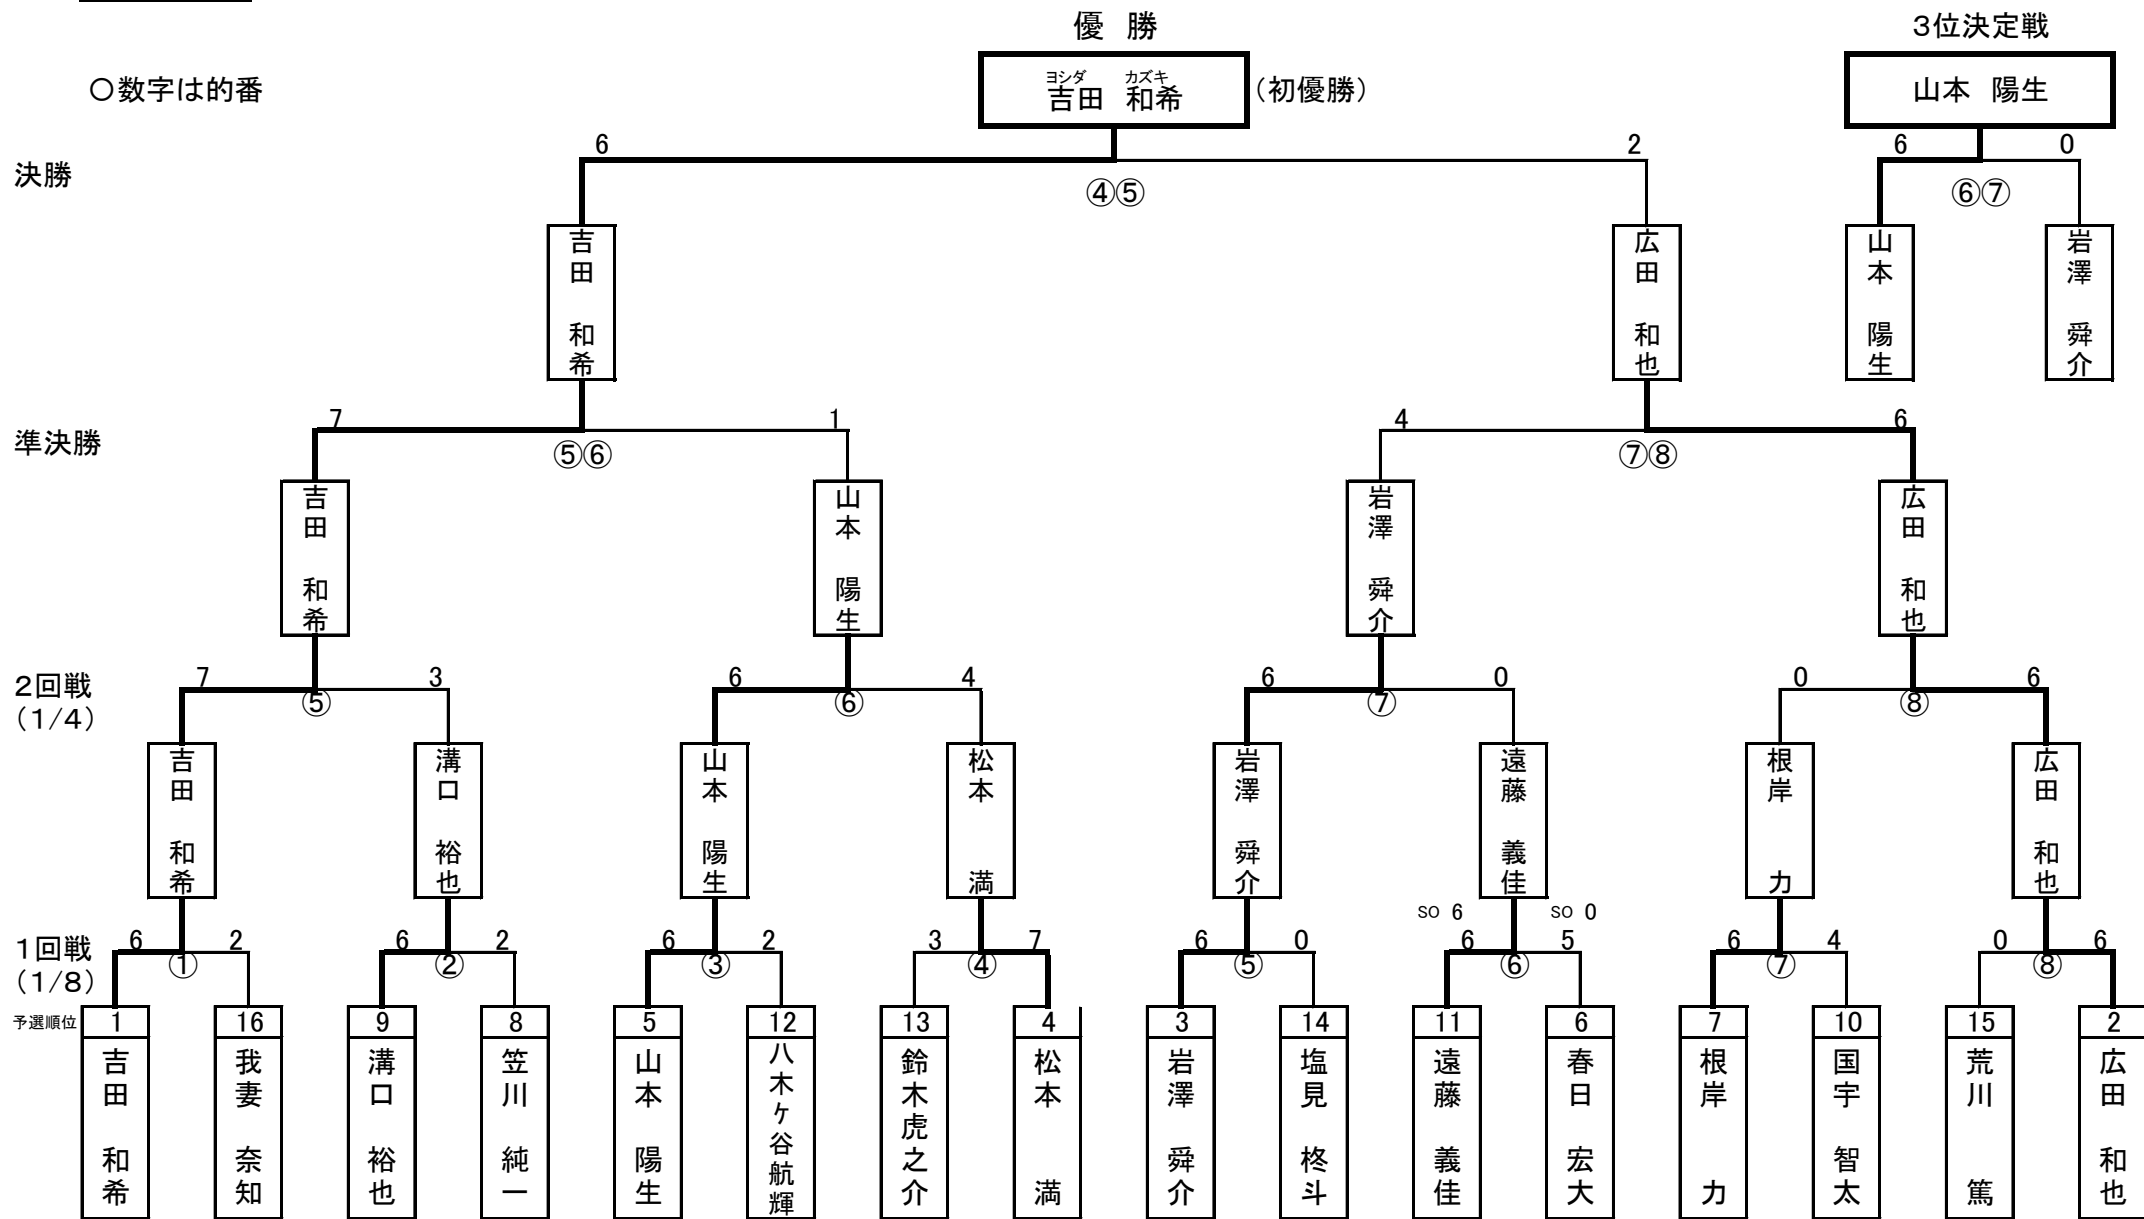 優 勝
3位決定戦
〇数字は的番
ヨシダ カズキ
吉田 和希
(初優勝)
山本 陽生
決勝
6 2
④⑤
6 0
⑥⑦
吉田 和希
広田 和也
山本 陽生
岩澤 舜介
準決勝
7 1
⑤⑥
4 6
⑦⑧
吉田 和希
山本 陽生
岩澤 舜介
広田 和也
2回戦
(1/4)
7 3
⑤
6 4
⑥
6 0
⑦
0 6
⑧
吉田 和希
溝口 裕也
山本 陽生
松本 満
岩澤 舜介
遠藤 義佳
根岸 力
広田 和也
SO 6 SO 0
1回戦
(1/8)
6 2
①
6 2
②
6 2
③
3 7
④
6 0
⑤
6 5
⑥
6 4
⑦
0 6
⑧
予選順位
1 16 9 8 5 12 13 4 3 14 11 6 7 10 15 2
吉田 和希
我妻 奈知
溝口 裕也
笠川 純一
山本 陽生
八木ケ谷航輝
鈴木虎之介
松本 満
岩澤 舜介
塩見 柊斗
遠藤 義佳
春日 宏大
根岸 力
国宇 智太
荒川 篤
広田 和也